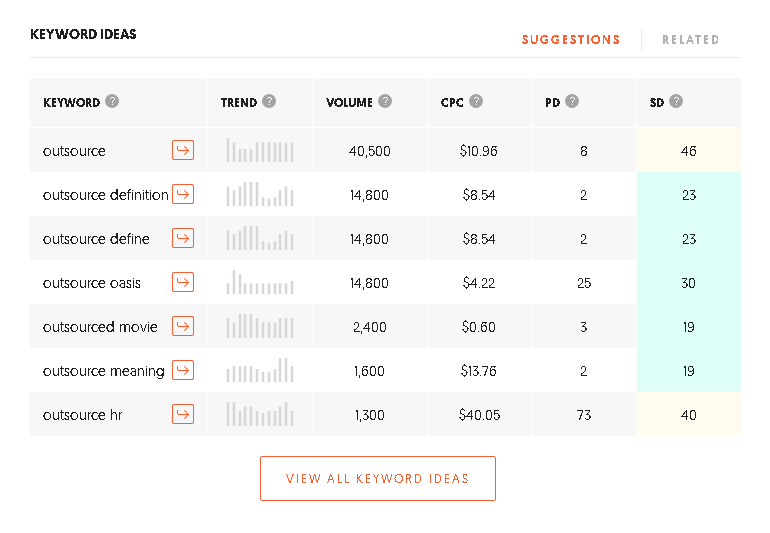 KEYWORD IDEAS
SUGGESTIONS RELATED
KEYWORD ? TREND ? VOLUME ? CPC ? PD ? SD ?
outsource 40,500 $10.96 8 46
outsource definition 14,800 $8.54 2 23
outsource define 14,800 $8.54 2 23
outsource oasis 14,800 $4.22 25 30
outsourced movie 2,400 $0.60 3 19
outsource meaning 1,600 $13.76 2 19
outsource hr 1,300 $40.05 73 40
VIEW ALL KEYWORD IDEAS